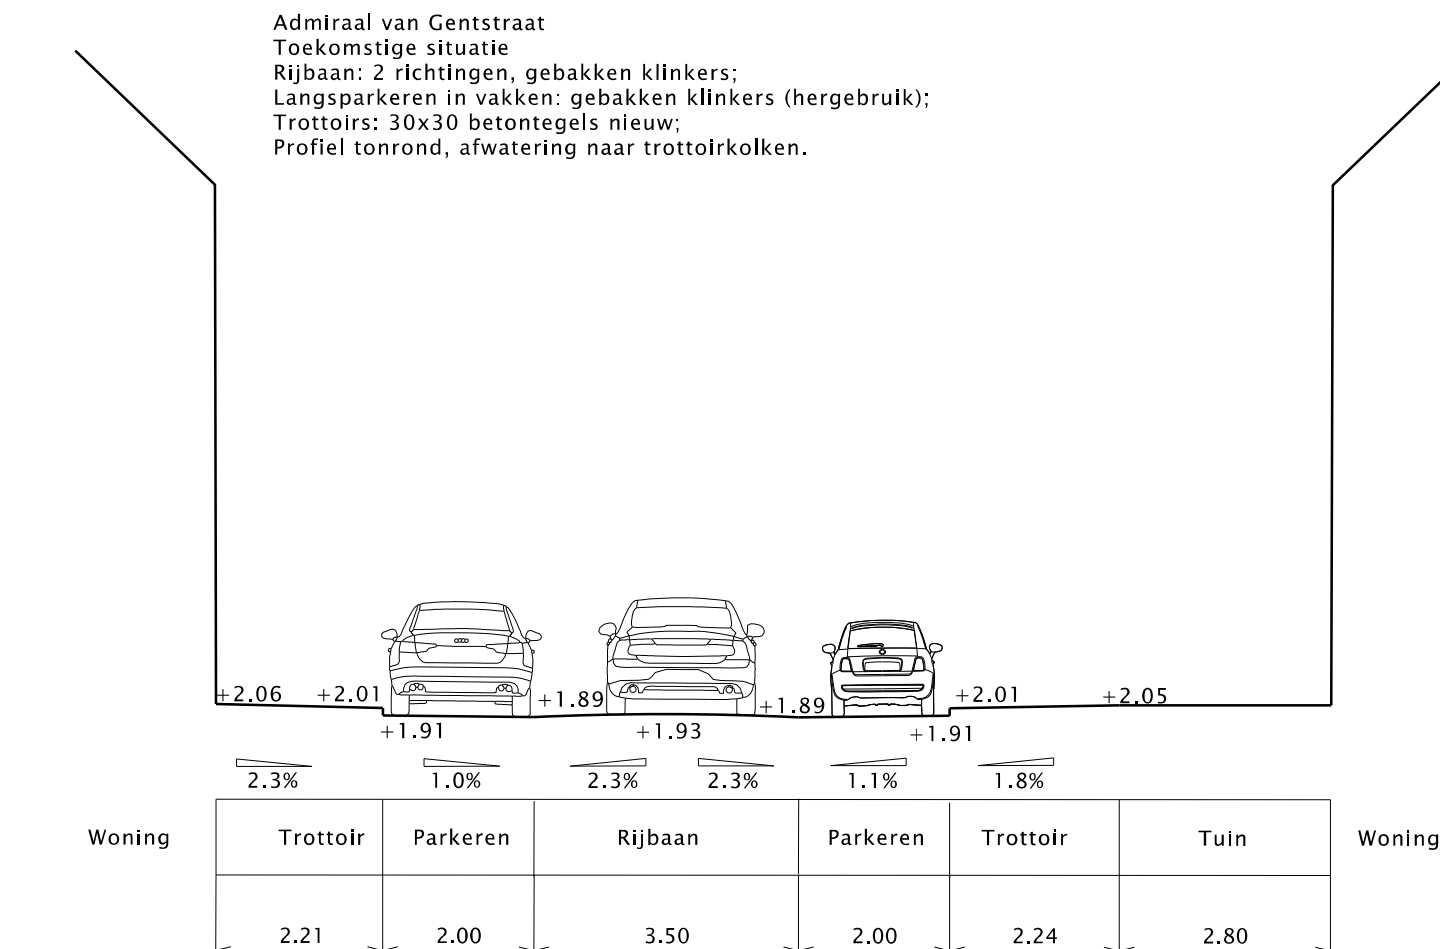 Admiraal van Gentstraat
Toekomstige situatie
Rijbaan: 2 richtingen, gebakken klinkers;
Langsparkeren in vakken: gebakken klinkers (hergebruik);
Trottoirs: 30x30 betontegels nieuw;
Profiel tonrond, afwatering naar trottoirkolken.
+2.06 +2.01 +1.89 +1.89 +2.01 +2.05
+1.91 +1.93 +1.91
2.3% 1.0% 2.3% 2.3% 1.1% 1.8%
Woning Trottoir Parkeren Rijbaan Parkeren Trottoir Tuin Woning
2.21 2.00 3.50 2.00 2.24 2.80